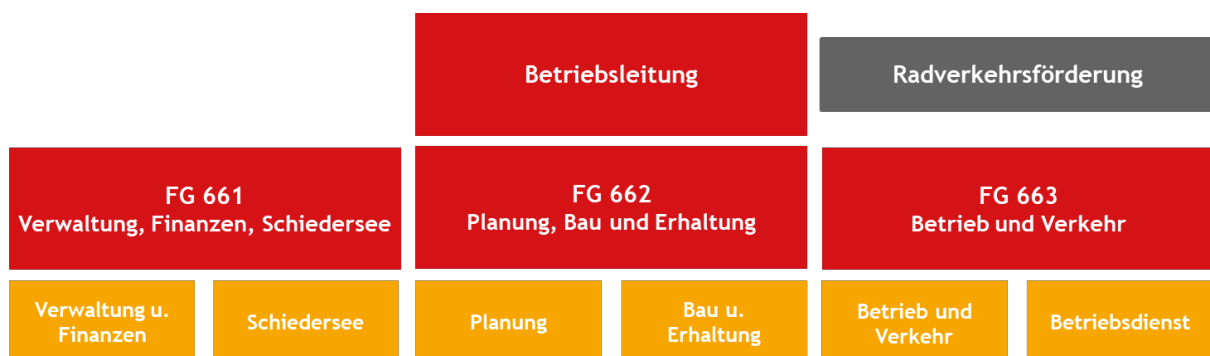 Betriebsleitung
Radverkehrsförderung
FG 661
Verwaltung, Finanzen, Schiedersee
FG 662
Planung, Bau und Erhaltung
FG 663
Betrieb und Verkehr
Verwaltung u.
Finanzen
Schiedersee
Planung
Bau u.
Erhaltung
Betrieb und
Verkehr
Betriebsdienst